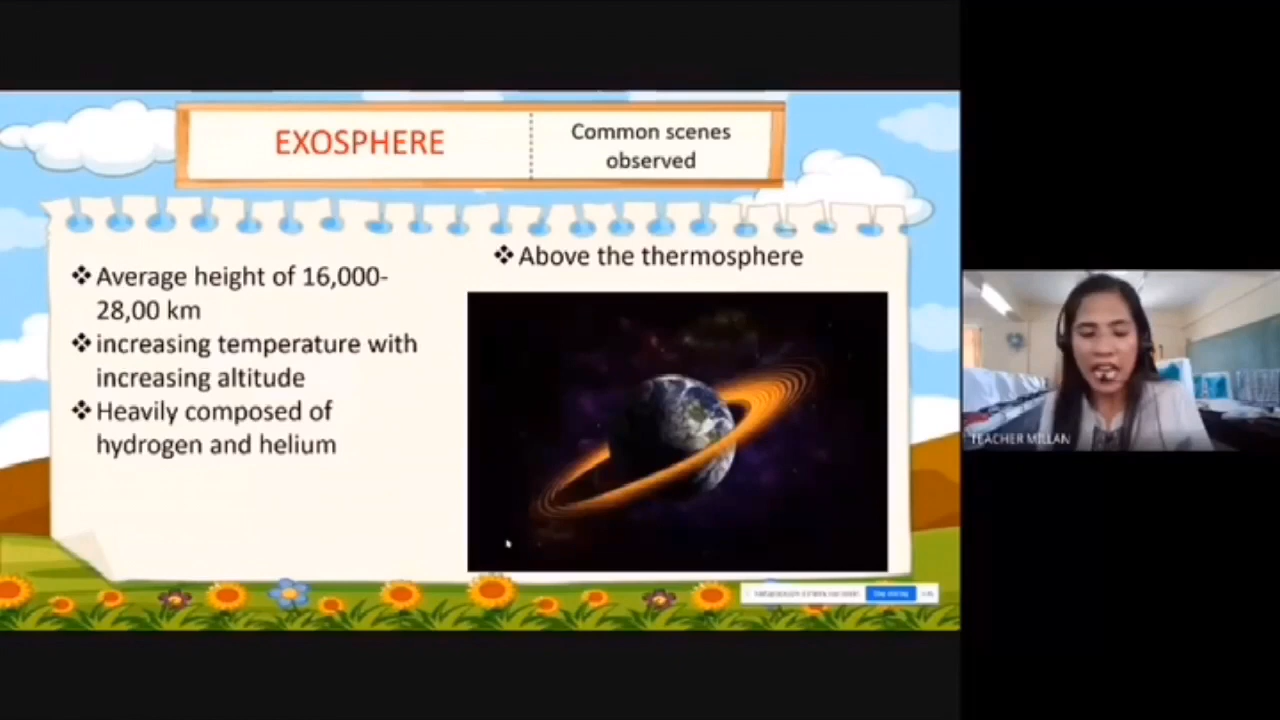 EXOSPHERE
Common scenes
observed
❖Average height of 16,000-
28,00 km
❖increasing temperature with
increasing altitude
❖Heavily composed of
hydrogen and helium
❖Above the thermosphere
TEACHER MILLAN